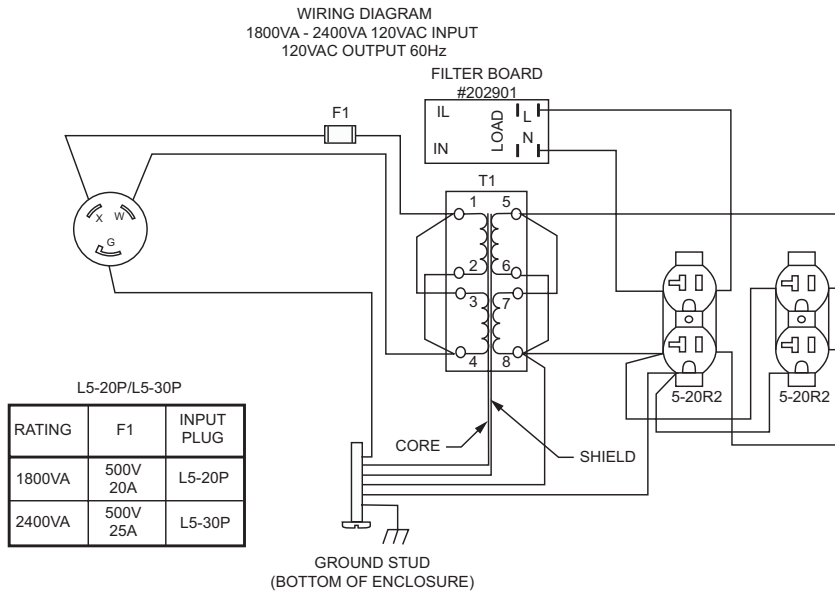 WIRING DIAGRAM
1800VA - 2400VA 120VAC INPUT
120VAC OUTPUT 60Hz
FILTER BOARD
#202901
IL
IN
LOAD
L
N
F1
X
W
G
T1
1
5
2
6
3
7
4
8
5-20R2
5-20R2
CORE
SHIELD
L5-20P/L5-30P
RATING
F1
INPUT
PLUG
1800VA
500V
20A
L5-20P
2400VA
500V
25A
L5-30P
GROUND STUD
(BOTTOM OF ENCLOSURE)